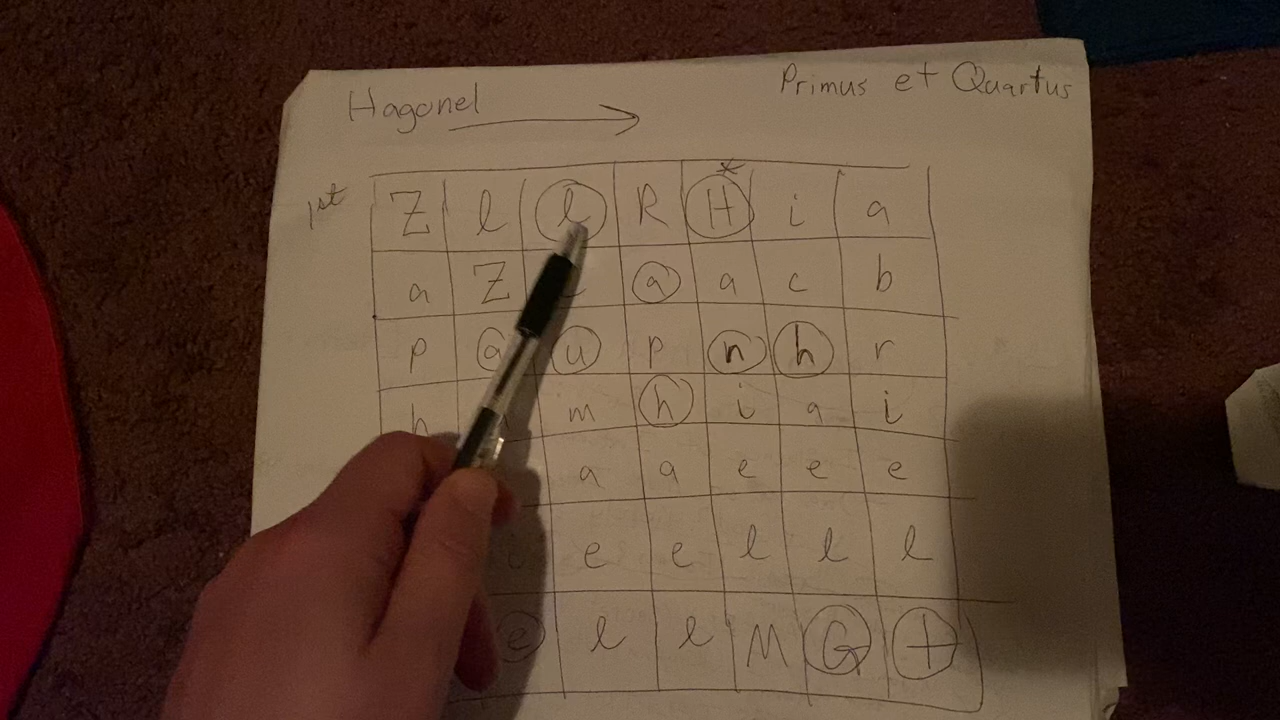 Hagonel
Primus et Quartus
1st
Z l l R H i a
a Z a a c b
p a u p n h r
h m h i a i
a a e e e
e e l l l
e l l M G +